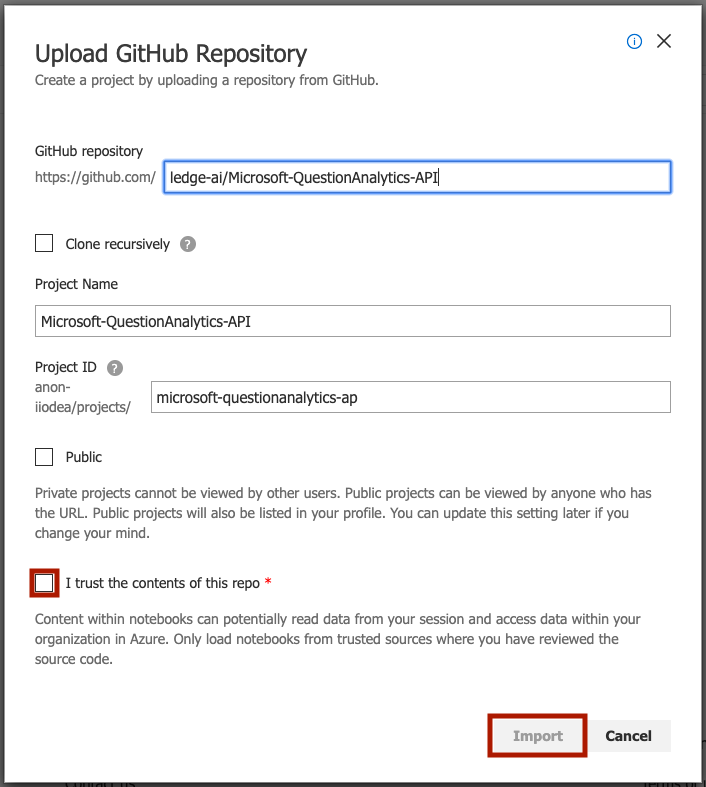 Upload GitHub Repository
Create a project by uploading a repository from GitHub.
GitHub repository
https://github.com/ ledge-ai/Microsoft-QuestionAnalytics-API
Clone recursively ?
Project Name
Microsoft-QuestionAnalytics-API
Project ID ?
anon-
iiodea/projects/ microsoft-questionanalytics-ap
Public
Private projects cannot be viewed by other users. Public projects can be viewed by anyone who has
the URL. Public projects will also be listed in your profile. You can update this setting later if you
change your mind.
I trust the contents of this repo *
Content within notebooks can potentially read data from your session and access data within your
organization in Azure. Only load notebooks from trusted sources where you have reviewed the
source code.
Import Cancel